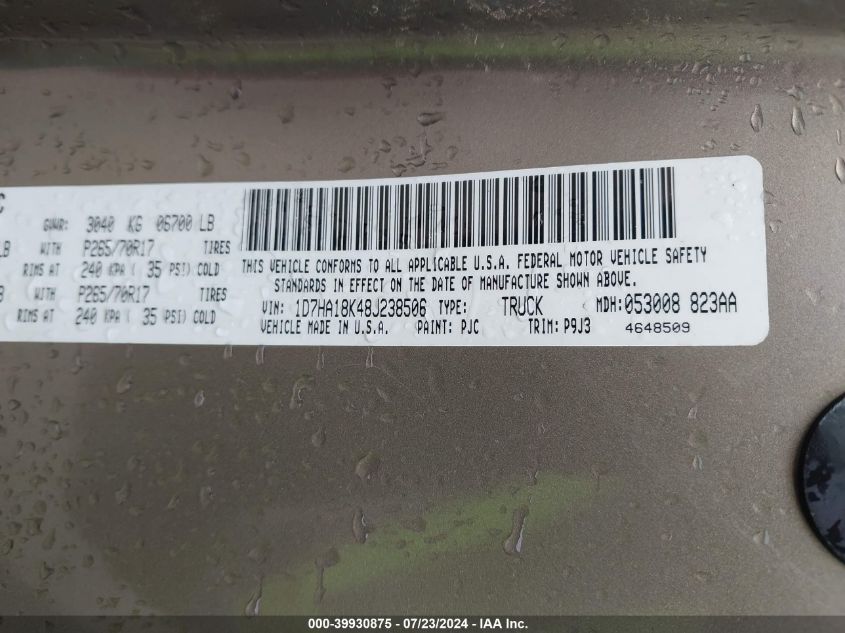 C
GVWR: 3040 KG 06700 LB
LB WITH P265/70R17 TIRES
RIMS AT 240 KPA ( 35 PSI) COLD
B WITH P265/70R17 TIRES
RIMS AT 240 KPA ( 35 PSI) COLD
THIS VEHICLE CONFORMS TO ALL APPLICABLE U.S.A. FEDERAL MOTOR VEHICLE SAFETY
STANDARDS IN EFFECT ON THE DATE OF MANUFACTURE SHOWN ABOVE.
VIN: 1D7HA18K48J238506 TYPE: TRUCK MDH: 053008 823AA
VEHICLE MADE IN U.S.A. PAINT: PJC TRIM: P9J3 4648509
000-39930875 - 07/23/2024 - IAA Inc.